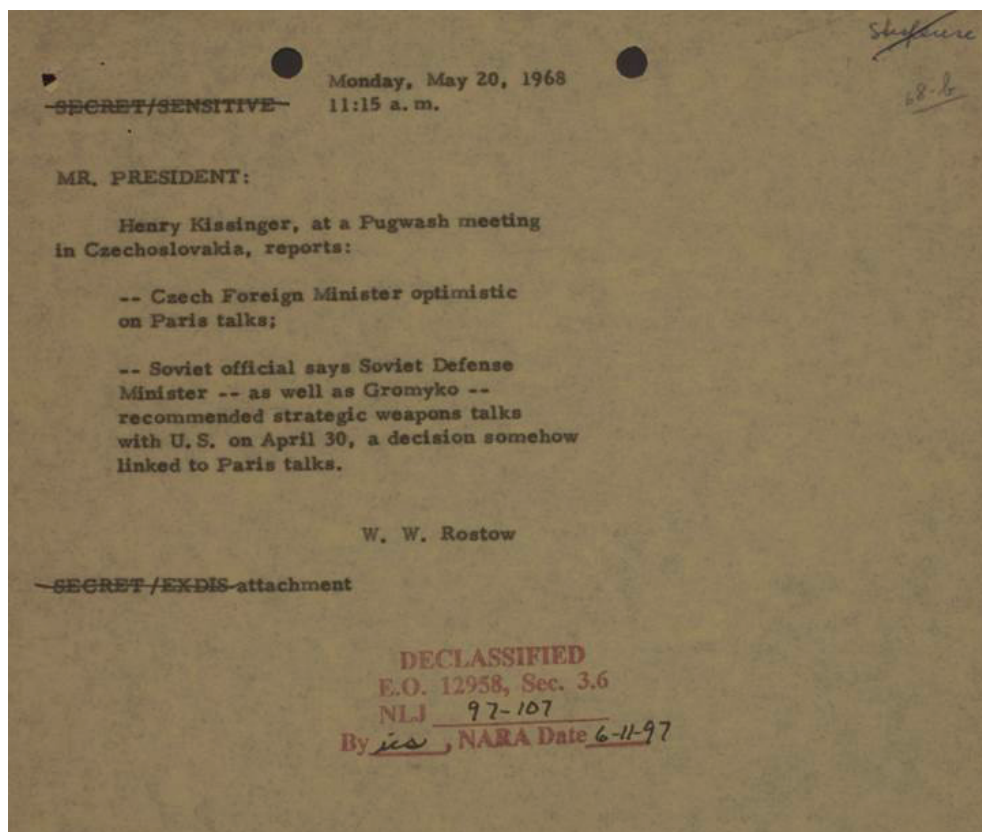 Monday, May 20, 1968
SECRET/SENSITIVE 11:15 a.m.
68-b
MR. PRESIDENT:
Henry Kissinger, at a Pugwash meeting
in Czechoslovakia, reports:
-- Czech Foreign Minister optimistic
on Paris talks;
-- Soviet official says Soviet Defense
Minister -- as well as Gromyko --
recommended strategic weapons talks
with U.S. on April 30, a decision somehow
linked to Paris talks.
W. W. Rostow
SECRET/EXDIS attachment
DECLASSIFIED
E.O. 12958, Sec. 3.6
NLJ 97-107
By ics, NARA Date 6-11-97